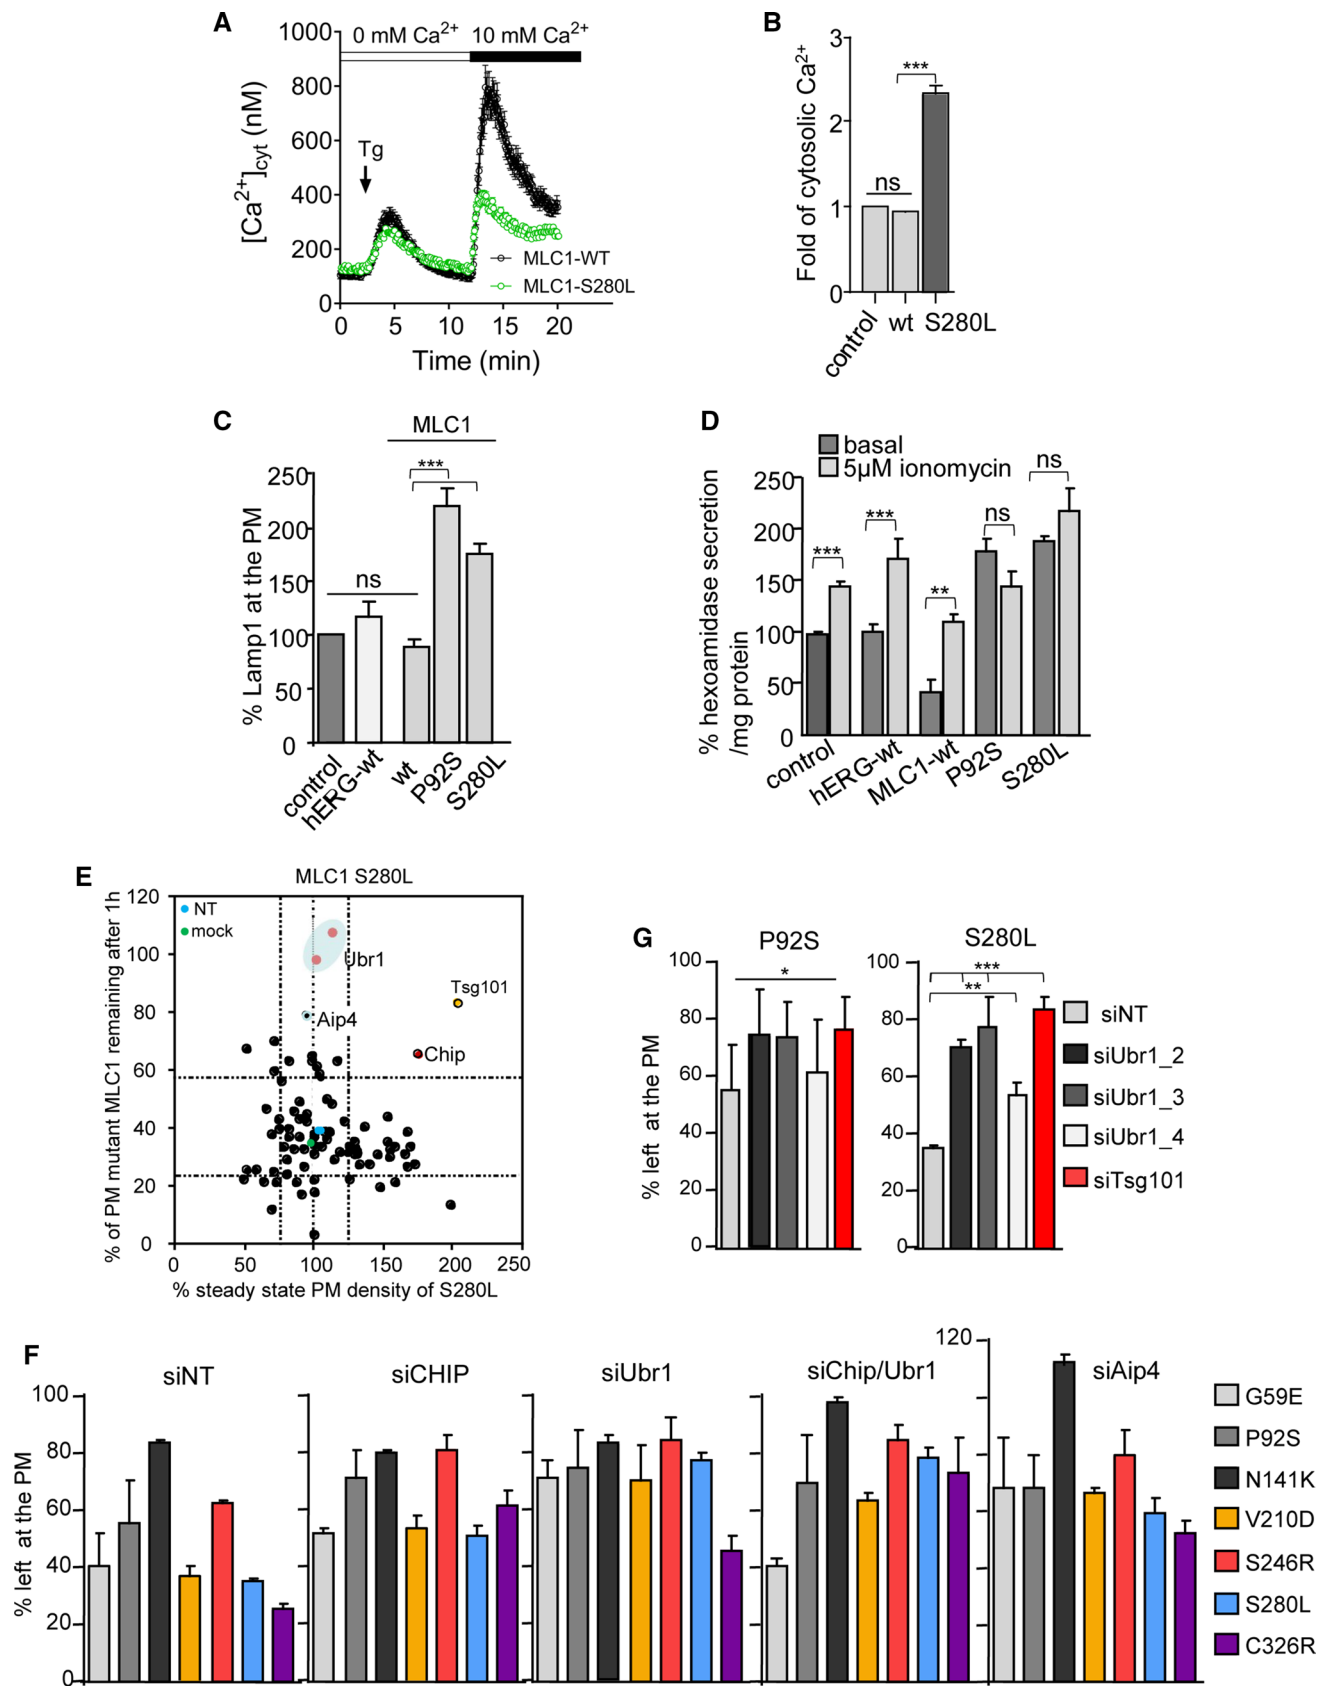 A
0 mM Ca²⁺ 10 mM Ca²⁺
[Ca²⁺]cyt (nM)
1000
800
600
400
200
0
Tg
MLC1-WT
MLC1-S280L
0 5 10 15 20
Time (min)
B
Fold of cytosolic Ca²⁺
3
2
1
0
***
ns
control wt S280L
C
MLC1
% Lamp1 at the PM
250
200
150
100
50
0
***
ns
control hERG-wt wt P92S S280L
D
basal
5µM ionomycin
% hexoamidase secretion
/mg protein
250
200
150
100
50
0
*** *** ** ns ns
control hERG-wt MLC1-wt P92S S280L
E
MLC1 S280L
% of PM mutant MLC1 remaining after 1h
120
100
80
60
40
20
0
NT
mock
Ubr1
Tsg101
Aip4
Chip
0 50 100 150 200 250
% steady state PM density of S280L
G
P92S
% left at the PM
100
80
60
40
20
0
*
S280L
100
80
60
40
20
0
***
**
siNT
siUbr1_2
siUbr1_3
siUbr1_4
siTsg101
F
siNT siCHIP siUbr1 siChip/Ubr1 siAip4
% left at the PM
100
80
60
40
20
0
120
G59E
P92S
N141K
V210D
S246R
S280L
C326R